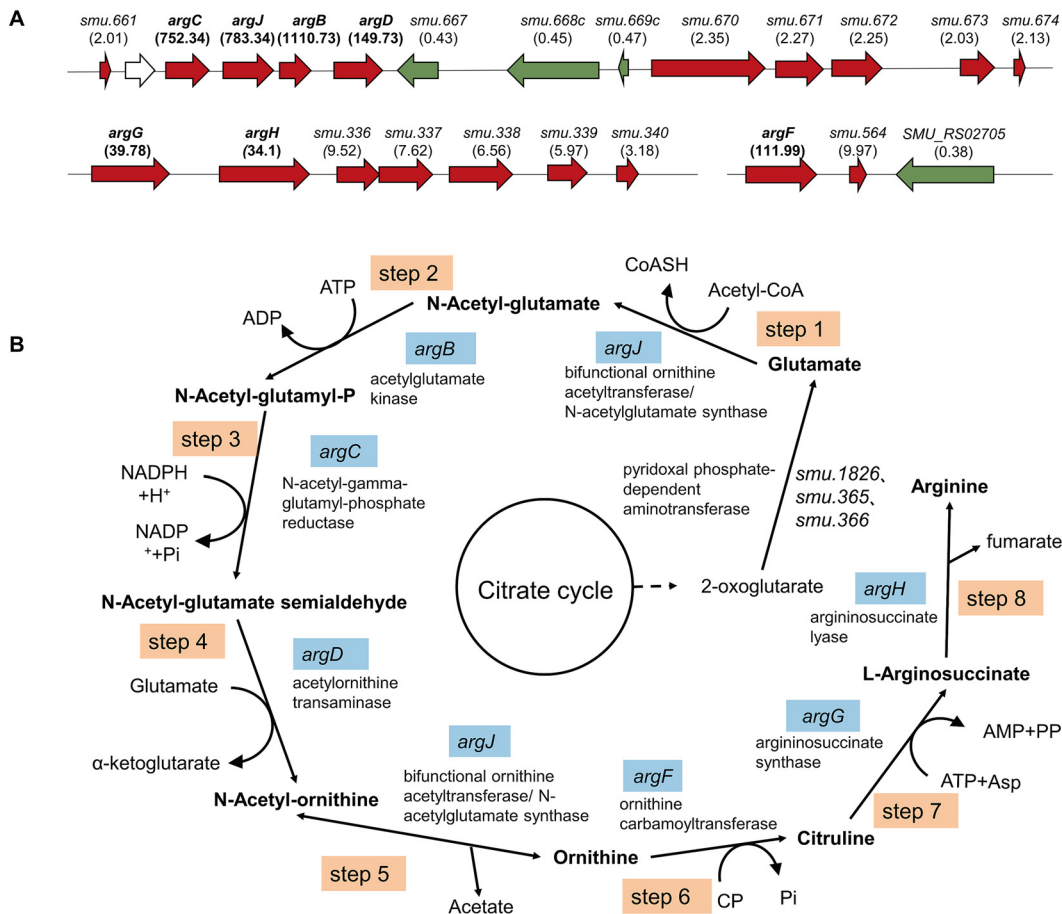 A
smu.661 argC argJ argB argD smu.667 smu.668c smu.669c smu.670 smu.671 smu.672 smu.673 smu.674
(2.01) (752.34) (783.34) (1110.73) (149.73) (0.43) (0.45) (0.47) (2.35) (2.27) (2.25) (2.03) (2.13)
argG argH smu.336 smu.337 smu.338 smu.339 smu.340 argF smu.564 SMU_RS02705
(39.78) (34.1) (9.52) (7.62) (6.56) (5.97) (3.18) (111.99) (9.97) (0.38)
B
step 1
Glutamate
Acetyl-CoA
CoASH
argJ
bifunctional ornithine
acetyltransferase/
N-acetylglutamate synthase
N-Acetyl-glutamate
step 2
ATP
ADP
argB
acetylglutamate
kinase
N-Acetyl-glutamyl-P
step 3
NADPH
+H+
NADP
++Pi
argC
N-acetyl-gamma-
glutamyl-phosphate
reductase
N-Acetyl-glutamate semialdehyde
step 4
Glutamate
α-ketoglutarate
argD
acetylornithine
transaminase
N-Acetyl-ornithine
argJ
bifunctional ornithine
acetyltransferase/ N-
acetylglutamate synthase
step 5
Acetate
Ornithine
argF
ornithine
carbamoyltransferase
step 6
CP
Pi
Citruline
step 7
argG
argininosuccinate
synthase
ATP+Asp
AMP+PP
L-Arginosuccinate
argH
argininosuccinate
lyase
step 8
fumarate
Arginine
pyridoxal phosphate-
dependent
aminotransferase
smu.1826、
smu.365、
smu.366
2-oxoglutarate
Citrate cycle